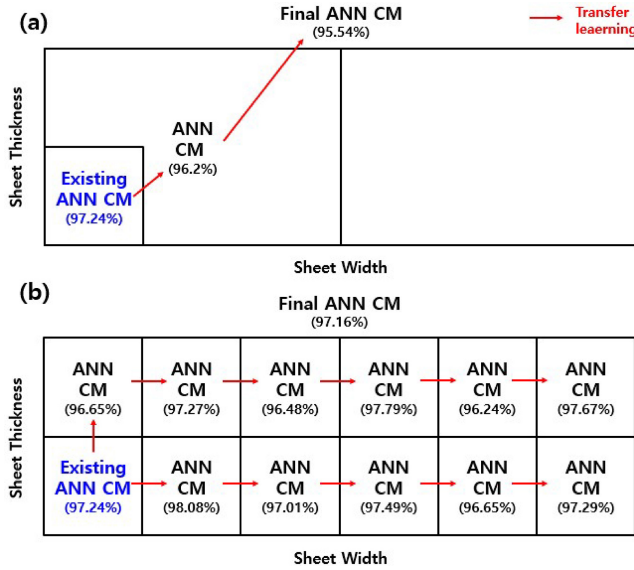 (a)
Final ANN CM
(95.54%)
Transfer
leaerning
Sheet Thickness
ANN
CM
(96.2%)
Existing
ANN CM
(97.24%)
Sheet Width
(b)
Final ANN CM
(97.16%)
Sheet Thickness
ANN
CM
(96.65%)
ANN
CM
(97.27%)
ANN
CM
(96.48%)
ANN
CM
(97.79%)
ANN
CM
(96.24%)
ANN
CM
(97.67%)
Existing
ANN CM
(97.24%)
ANN
CM
(98.08%)
ANN
CM
(97.01%)
ANN
CM
(97.49%)
ANN
CM
(96.65%)
ANN
CM
(97.29%)
Sheet Width